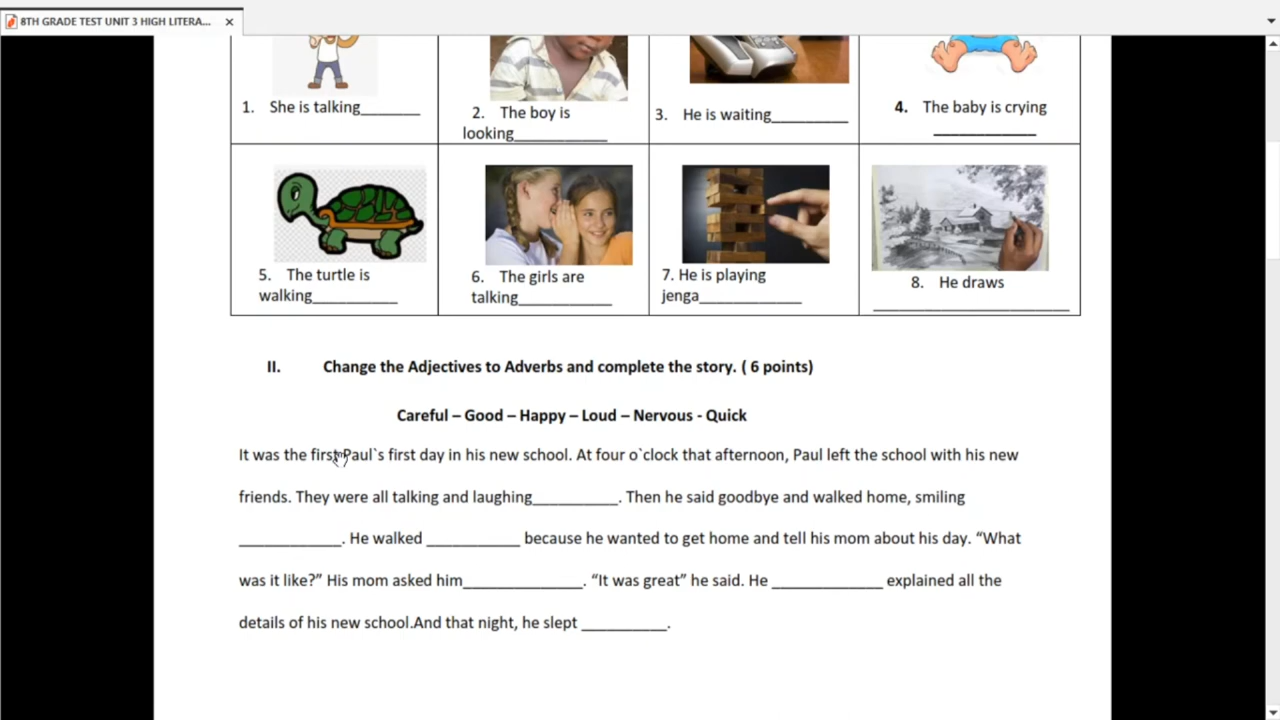 8TH GRADE TEST UNIT 3 HIGH LITERA...
1. She is talking_______
2. The boy is
looking___________
3. He is waiting_________
4. The baby is crying
____________
5. The turtle is
walking__________
6. The girls are
talking___________
7. He is playing
jenga____________
8. He draws
_______________________
II. Change the Adjectives to Adverbs and complete the story. ( 6 points)
Careful – Good – Happy – Loud – Nervous - Quick
It was the first Paul`s first day in his new school. At four o`clock that afternoon, Paul left the school with his new
friends. They were all talking and laughing__________. Then he said goodbye and walked home, smiling
____________. He walked ___________ because he wanted to get home and tell his mom about his day. “What
was it like?” His mom asked him______________. “It was great” he said. He _____________ explained all the
details of his new school.And that night, he slept __________.